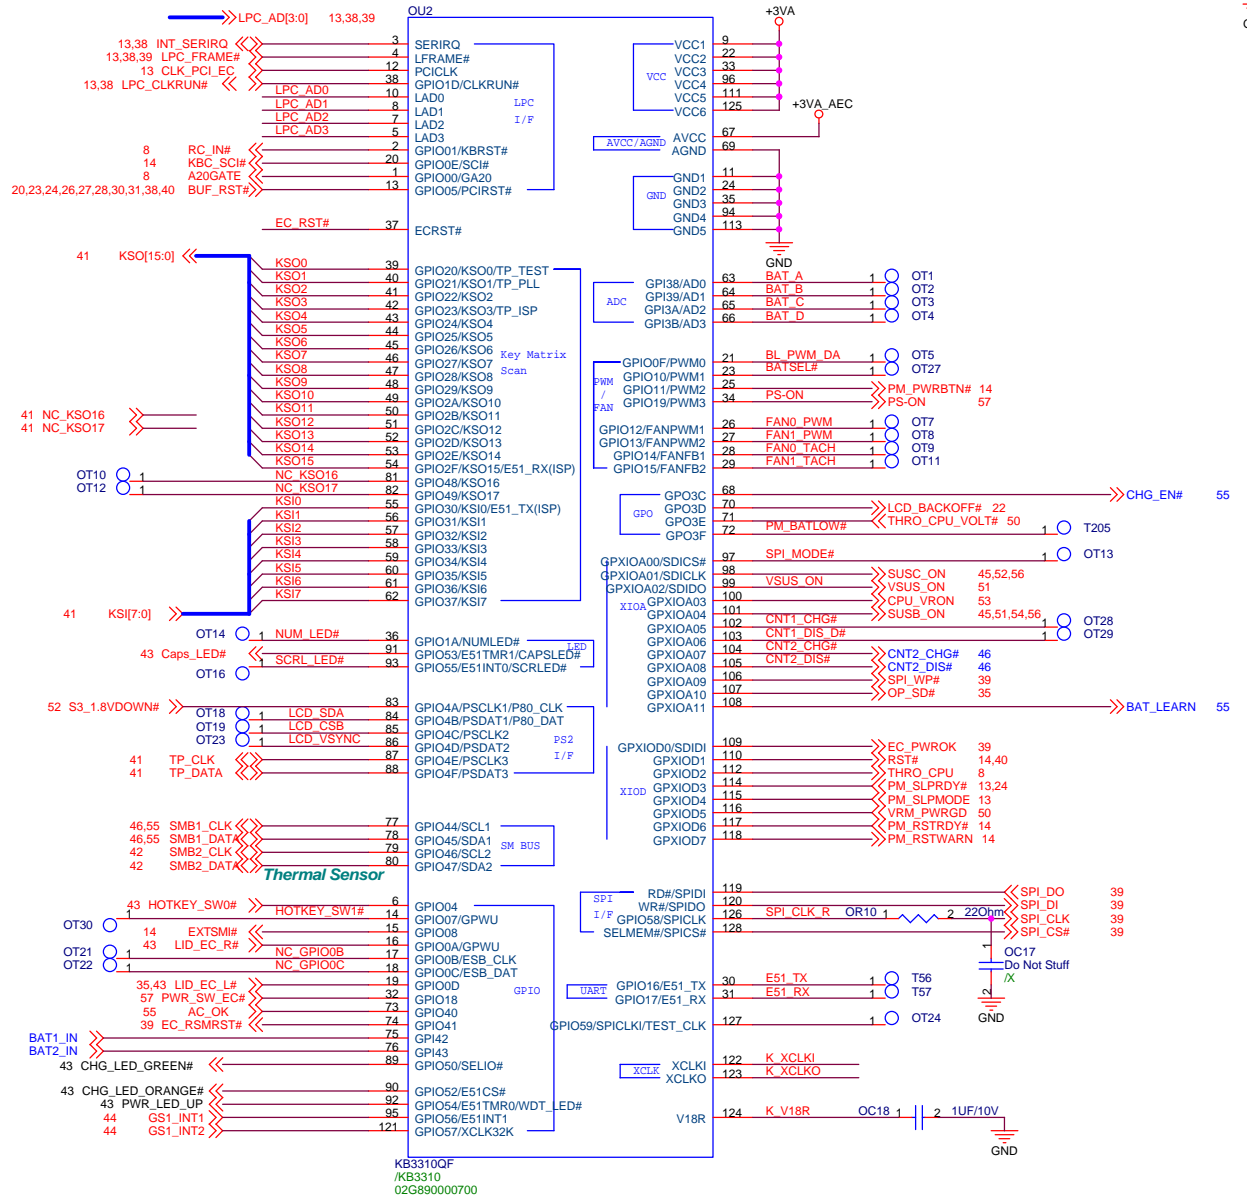 LPC_AD[3:0] 13,38,39
OU2
+3VA
13,38 INT_SERIRQ 3 SERIRQ
13,38,39 LPC_FRAME# 4 LFRAME#
13 CLK_PCI_EC 12 PCICLK
13,38 LPC_CLKRUN# 38 GPIO1D/CLKRUN#
LPC_AD0 10 LAD0
LPC_AD1 8 LAD1
LPC_AD2 7 LAD2
LPC_AD3 5 LAD3
LPC
I/F
8 RC_IN# 2 GPIO01/KBRST#
14 KBC_SCI# 20 GPIO0E/SCI#
8 A20GATE 1 GPIO00/GA20
20,23,24,26,27,28,30,31,38,40 BUF_RST# 13 GPIO05/PCIRST#
EC_RST# 37 ECRST#
41 KSO[15:0]
KSO0 39 GPIO20/KSO0/TP_TEST
KSO1 40 GPIO21/KSO1/TP_PLL
KSO2 41 GPIO22/KSO2
KSO3 42 GPIO23/KSO3/TP_ISP
KSO4 43 GPIO24/KSO4
KSO5 44 GPIO25/KSO5
KSO6 45 GPIO26/KSO6
KSO7 46 GPIO27/KSO7
KSO8 47 GPIO28/KSO8
KSO9 48 GPIO29/KSO9
KSO10 49 GPIO2A/KSO10
KSO11 50 GPIO2B/KSO11
KSO12 51 GPIO2C/KSO12
KSO13 52 GPIO2D/KSO13
KSO14 53 GPIO2E/KSO14
KSO15 54 GPIO2F/KSO15/E51_RX(ISP)
Key Matrix
Scan
41 NC_KSO16
41 NC_KSO17
OT10 1 NC_KSO16 81 GPIO48/KSO16
OT12 1 NC_KSO17 82 GPIO49/KSO17
KSI0 55 GPIO30/KSI0/E51_TX(ISP)
KSI1 56 GPIO31/KSI1
KSI2 57 GPIO32/KSI2
KSI3 58 GPIO33/KSI3
KSI4 59 GPIO34/KSI4
KSI5 60 GPIO35/KSI5
KSI6 61 GPIO36/KSI6
KSI7 62 GPIO37/KSI7
41 KSI[7:0]
OT14 1 NUM_LED# 36 GPIO1A/NUMLED#
43 Caps_LED# 91 GPIO53/E51TMR1/CAPSLED#
OT16 1 SCRL_LED# 93 GPIO55/E51INT0/SCRLED#
LED
52 S3_1.8VDOWN# 83 GPIO4A/PSCLK1/P80_CLK
OT18 1 LCD_SDA 84 GPIO4B/PSDAT1/P80_DAT
OT19 1 LCD_CSB 85 GPIO4C/PSCLK2
OT23 1 LCD_VSYNC 86 GPIO4D/PSDAT2
41 TP_CLK 87 GPIO4E/PSCLK3
41 TP_DATA 88 GPIO4F/PSDAT3
PS2
I/F
46,55 SMB1_CLK 77 GPIO44/SCL1
46,55 SMB1_DATA 78 GPIO45/SDA1
42 SMB2_CLK 79 GPIO46/SCL2
42 SMB2_DATA 80 GPIO47/SDA2
SM BUS
Thermal Sensor
43 HOTKEY_SW0# 6 GPIO04
OT30 1 HOTKEY_SW1# 14 GPIO07/GPWU
14 EXTSMI# 15 GPIO08
43 LID_EC_R# 16 GPIO0A/GPWU
OT21 1 NC_GPIO0B 17 GPIO0B/ESB_CLK
OT22 1 NC_GPIO0C 18 GPIO0C/ESB_DAT
35,43 LID_EC_L# 19 GPIO0D
57 PWR_SW_EC# 32 GPIO18
55 AC_OK 73 GPIO40
39 EC_RSMRST# 74 GPIO41
BAT1_IN 75 GPI42
BAT2_IN 76 GPI43
43 CHG_LED_GREEN# 89 GPIO50/SELIO#
GPIO
43 CHG_LED_ORANGE# 90 GPIO52/E51CS#
43 PWR_LED_UP 92 GPIO54/E51TMR0/WDT_LED#
44 GS1_INT1 95 GPIO56/E51INT1
44 GS1_INT2 121 GPIO57/XCLK32K
KB3310QF
/KB3310
02G890000700
VCC1 9
VCC2 22
VCC3 33
VCC4 96
VCC5 111
VCC6 125
VCC
+3VA_AEC
AVCC 67
AGND 69
AVCC/AGND
GND1 11
GND2 24
GND3 35
GND4 94
GND5 113
GND
GND
GPI38/AD0 63 BAT_A 1 OT1
GPI39/AD1 64 BAT_B 1 OT2
GPI3A/AD2 65 BAT_C 1 OT3
GPI3B/AD3 66 BAT_D 1 OT4
ADC
GPIO0F/PWM0 21 BL_PWM_DA 1 OT5
GPIO10/PWM1 23 BATSEL# 1 OT27
GPIO11/PWM2 25 PM_PWRBTN# 14
GPIO19/PWM3 34 PS-ON PS-ON 57
PWM
/
FAN
GPIO12/FANPWM1 26 FAN0_PWM 1 OT7
GPIO13/FANPWM2 27 FAN1_PWM 1 OT8
GPIO14/FANFB1 28 FAN0_TACH 1 OT9
GPIO15/FANFB2 29 FAN1_TACH 1 OT11
GPO3C 68 CHG_EN# 55
GPO3D 70 LCD_BACKOFF# 22
GPO3E 71 THRO_CPU_VOLT# 50
GPO3F 72 PM_BATLOW# 1 T205
GPO
GPXIOA00/SDICS# 97 SPI_MODE# 1 OT13
GPXIOA01/SDICLK 98 SUSC_ON 45,52,56
GPXIOA02/SDIDO 99 VSUS_ON VSUS_ON 51
GPXIOA03 100 CPU_VRON 53
GPXIOA04 101 SUSB_ON 45,51,54,56
GPXIOA05 102 CNT1_CHG# 1 OT28
GPXIOA06 103 CNT1_DIS_D# 1 OT29
GPXIOA07 104 CNT2_CHG# CNT2_CHG# 46
GPXIOA08 105 CNT2_DIS# CNT2_DIS# 46
GPXIOA09 106 SPI_WP# 39
GPXIOA10 107 OP_SD# 35
GPXIOA11 108 BAT_LEARN 55
XIOA
GPXIOD0/SDIDI 109 EC_PWROK 39
GPXIOD1 110 RST# 14,40
GPXIOD2 112 THRO_CPU 8
GPXIOD3 114 PM_SLPRDY# 13,24
GPXIOD4 115 PM_SLPMODE 13
GPXIOD5 116 VRM_PWRGD 50
GPXIOD6 117 PM_RSTRDY# 14
GPXIOD7 118 PM_RSTWARN 14
XIOD
RD#/SPIDI 119 SPI_DO 39
WR#/SPIDO 120 SPI_DI 39
GPIO58/SPICLK 126 SPI_CLK_R OR10 1 2 22Ohm SPI_CLK 39
SELMEM#/SPICS# 128 SPI_CS# 39
SPI
I/F
1 OC17
Do Not Stuff
2 /X
GND
GPIO16/E51_TX 30 E51_TX 1 T56
GPIO17/E51_RX 31 E51_RX 1 T57
UART
GPIO59/SPICLKI/TEST_CLK 127 1 OT24
XCLKI 122 K_XCLKI
XCLKO 123 K_XCLKO
XCLK
V18R 124 K_V18R OC18 1 2 1UF/10V
GND